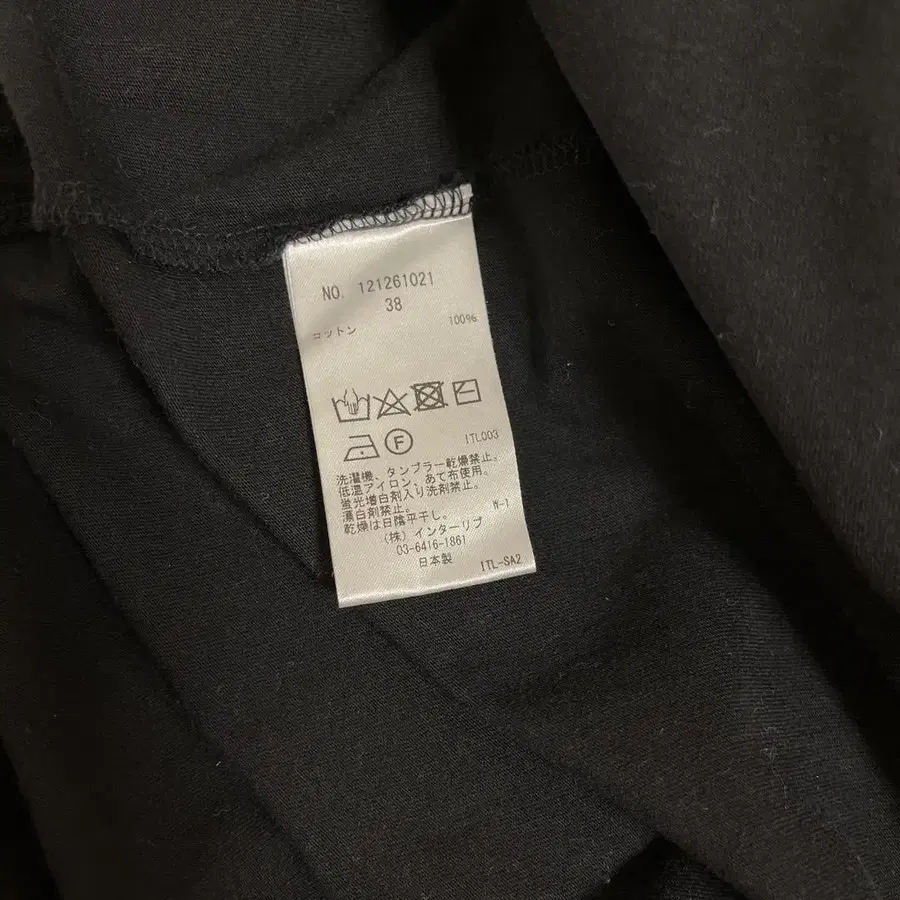 NO. 121261021
38
コットン 100%
F
ITL003
洗濯機、タンブラー乾燥禁止。
低温アイロン、あて布使用。
蛍光増白剤入り洗剤禁止。
漂白剤禁止。
乾燥は日陰平干し。 W-1
(株) インターリブ
03-6416-1861
日本製
ITL-SA2